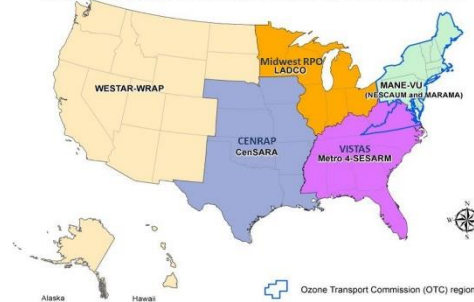 Midwest RPO
LADCO
WESTAR-WRAP
MANE-VU
(NESCAUM and MARAMA)
CENRAP
CenSARA
VISTAS
Metro 4-SESARM
N
W
S
Alaska
Hawaii
Ozone Transport Commission (OTC) region